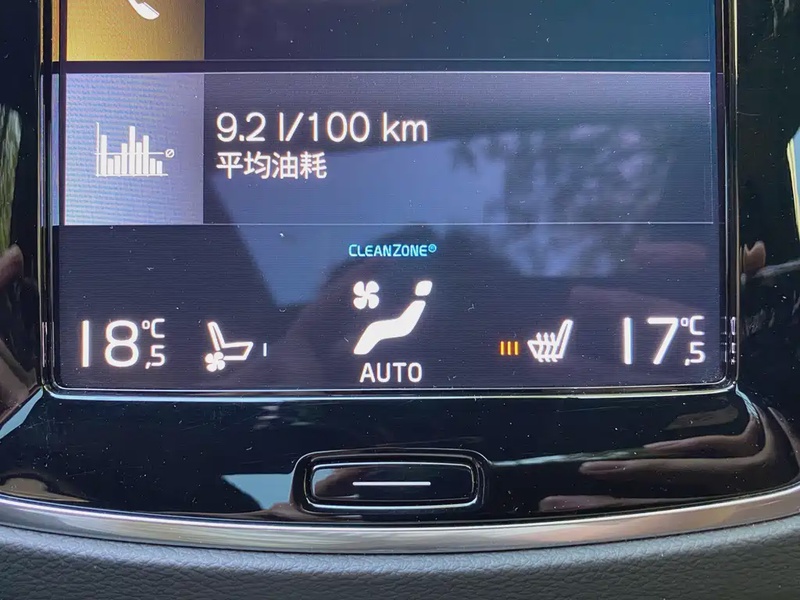 9.2 l/100 km
平均油耗
CLEANZONE
18,5°C
AUTO
17,5°C